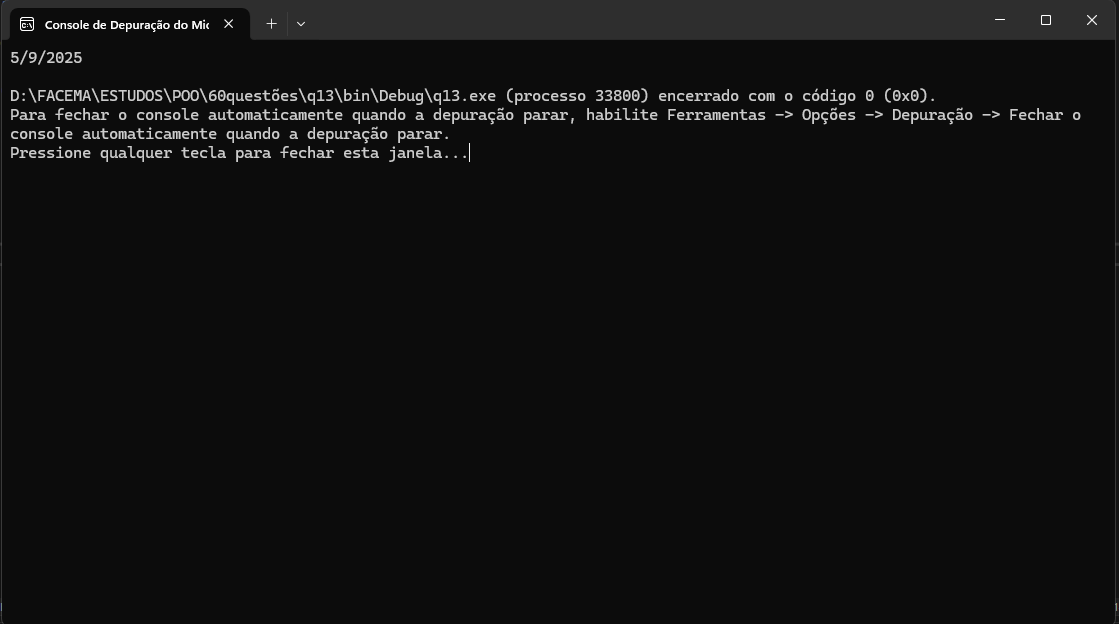 Console de Depuração do Mic
5/9/2025
D:\FACEMA\ESTUDOS\POO\60questões\q13\bin\Debug\q13.exe (processo 33800) encerrado com o código 0 (0x0).
Para fechar o console automaticamente quando a depuração parar, habilite Ferramentas -> Opções -> Depuração -> Fechar o
console automaticamente quando a depuração parar.
Pressione qualquer tecla para fechar esta janela...